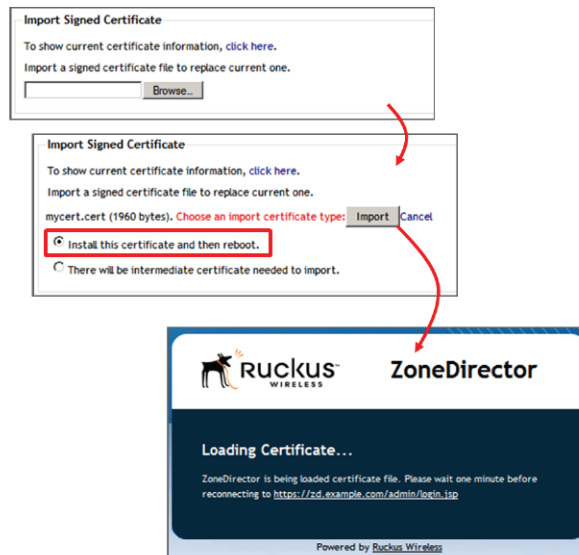 Import Signed Certificate
To show current certificate information, click here.
Import a signed certificate file to replace current one.
Browse...
Import Signed Certificate
To show current certificate information, click here.
Import a signed certificate file to replace current one.
mycert.cert (1960 bytes). Choose an import certificate type: Import Cancel
Install this certificate and then reboot.
There will be intermediate certificate needed to import.
RUCKUS™ ZoneDirector
WIRELESS
Loading Certificate...
ZoneDirector is being loaded certificate file. Please wait one minute before
reconnecting to https://zd.example.com/admin/login.jsp
Powered by Ruckus Wireless